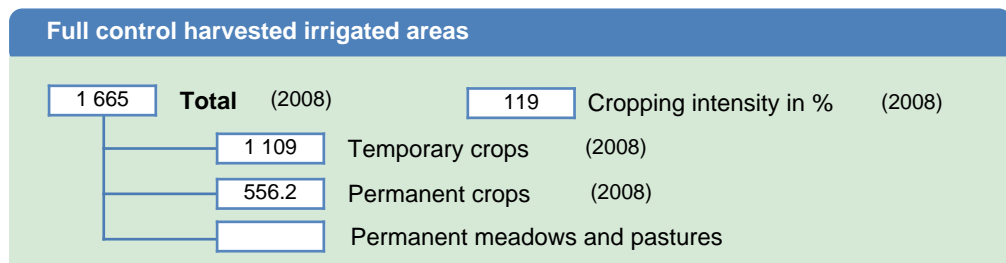 Full control harvested irrigated areas
1 665 Total (2008) 119 Cropping intensity in % (2008)
1 109 Temporary crops (2008)
556.2 Permanent crops (2008)
Permanent meadows and pastures